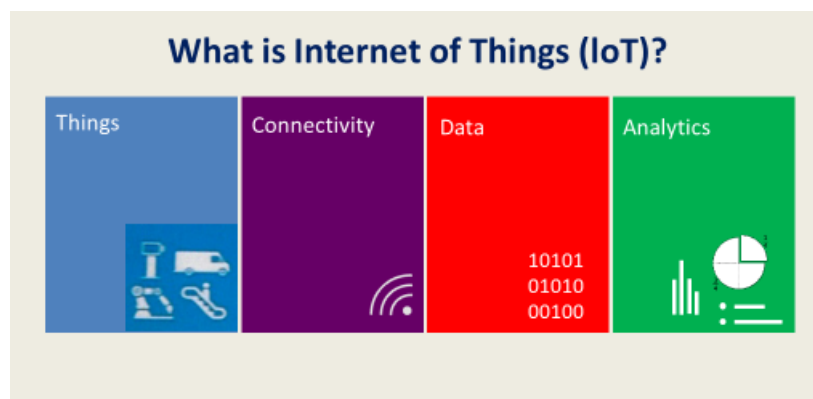 What is Internet of Things (IoT)?
Things
Connectivity
Data
Analytics
10101
01010
00100